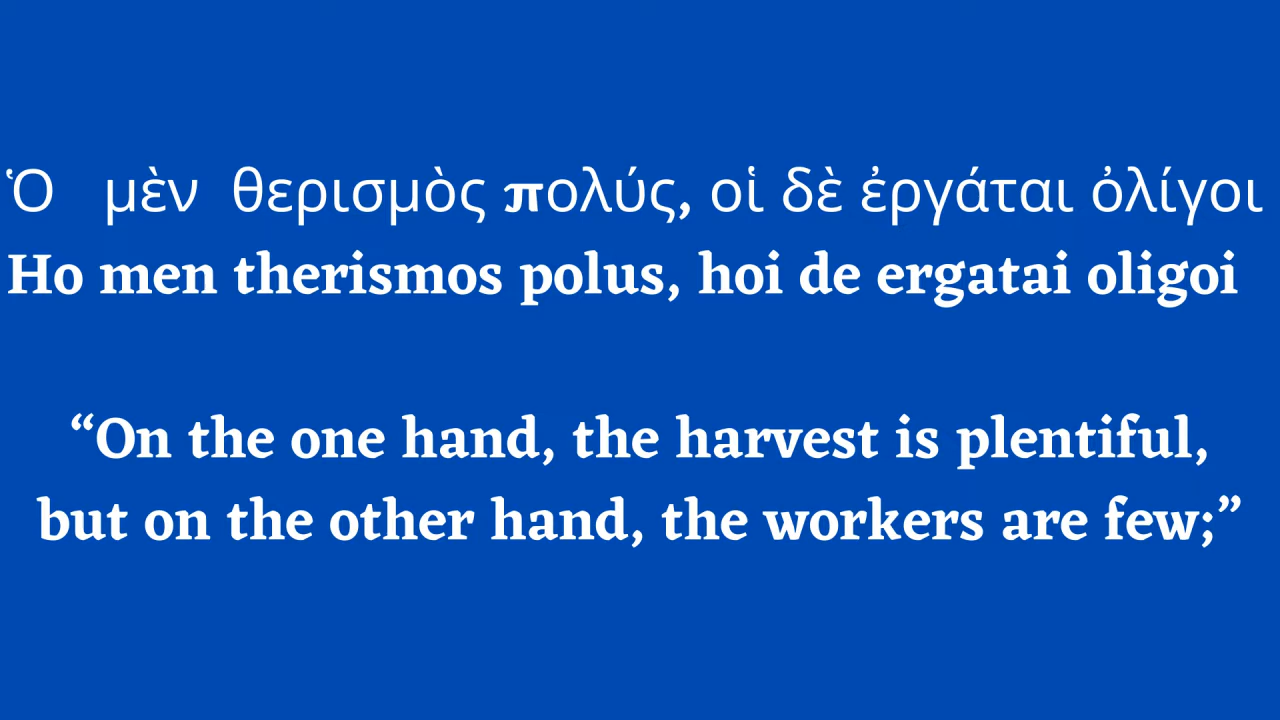 Ὁ μὲν θερισμὸς πολύς, οἱ δὲ ἐργάται ὀλίγοι
Ho men therismos polus, hoi de ergatai oligoi
“On the one hand, the harvest is plentiful,
but on the other hand, the workers are few;”